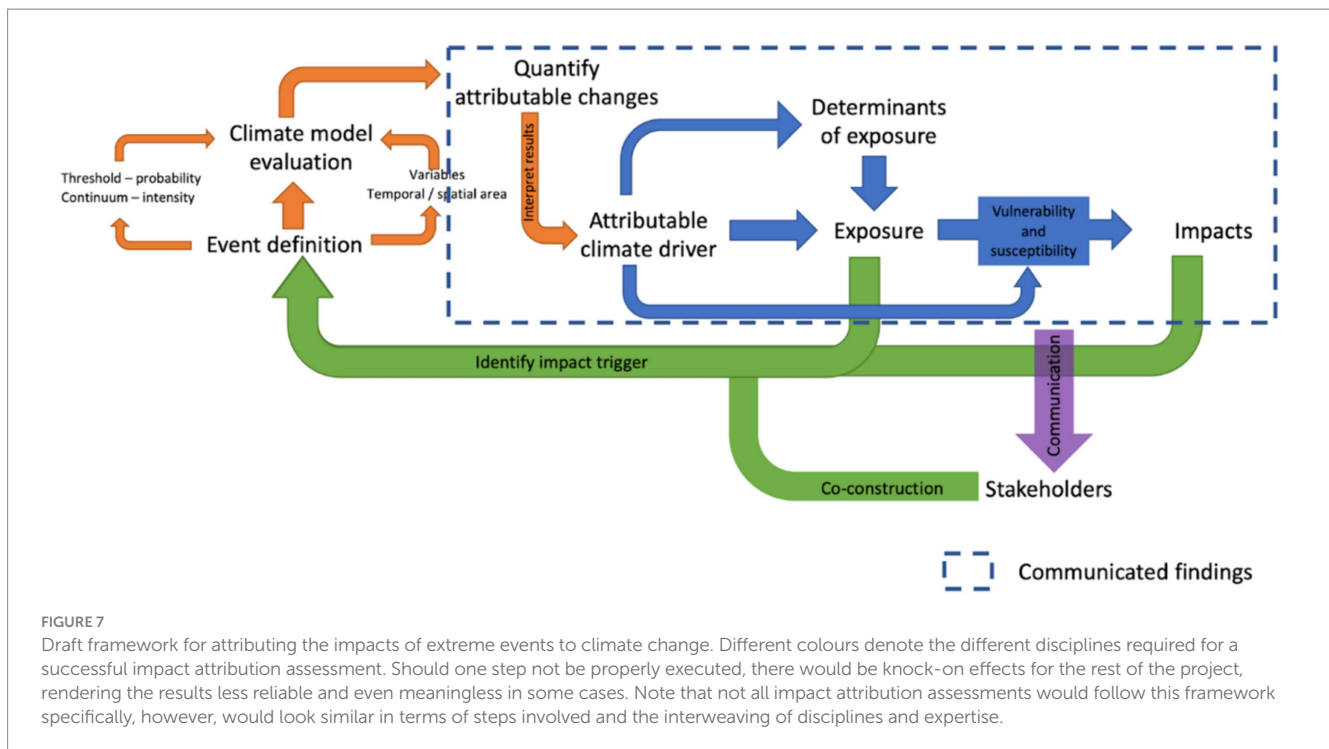 Quantify
attributable changes
Determinants
of exposure
Climate model
evaluation
Threshold – probability
Continuum – intensity
Variables
Temporal / spatial area
Interpret results
Event definition
Attributable
climate driver
Exposure
Vulnerability
and
susceptibility
Impacts
Identify impact trigger
Communication
Co-construction
Stakeholders
Communicated findings
FIGURE 7
Draft framework for attributing the impacts of extreme events to climate change. Different colours denote the different disciplines required for a
successful impact attribution assessment. Should one step not be properly executed, there would be knock-on effects for the rest of the project,
rendering the results less reliable and even meaningless in some cases. Note that not all impact attribution assessments would follow this framework
specifically, however, would look similar in terms of steps involved and the interweaving of disciplines and expertise.